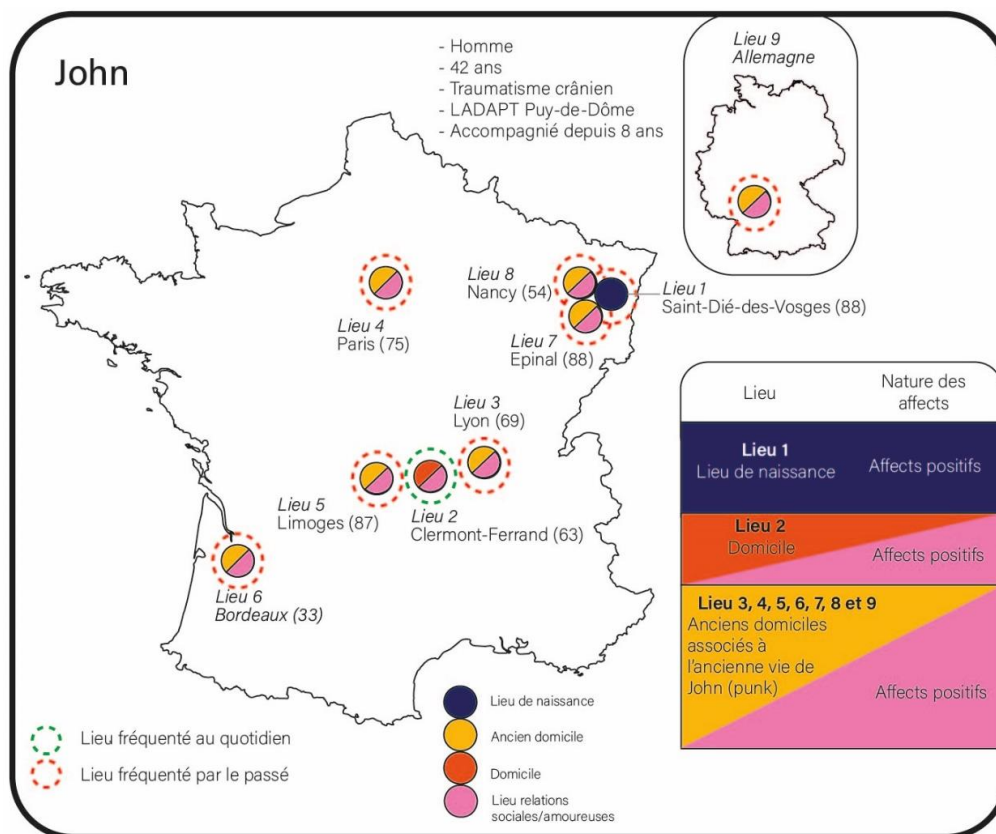 John
- Homme
- 42 ans
- Traumatisme crânien
- LADAPT Puy-de-Dôme
- Accompagnié depuis 8 ans
Lieu 9
Allemagne
Lieu 8
Nancy (54)
Lieu 1
Saint-Dié-des-Vosges (88)
Lieu 4
Paris (75)
Lieu 7
Epinal (88)
Lieu 3
Lyon (69)
Lieu 5
Limoges (87)
Lieu 2
Clermont-Ferrand (63)
Lieu 6
Bordeaux (33)
Lieu
Nature des
affects
Lieu 1
Lieu de naissance
Affects positifs
Lieu 2
Domicile
Affects positifs
Lieu 3, 4, 5, 6, 7, 8 et 9
Anciens domiciles
associés à
l'ancienne vie de
John (punk)
Affects positifs
Lieu fréquenté au quotidien
Lieu fréquenté par le passé
Lieu de naissance
Ancien domicile
Domicile
Lieu relations
sociales/amoureuses